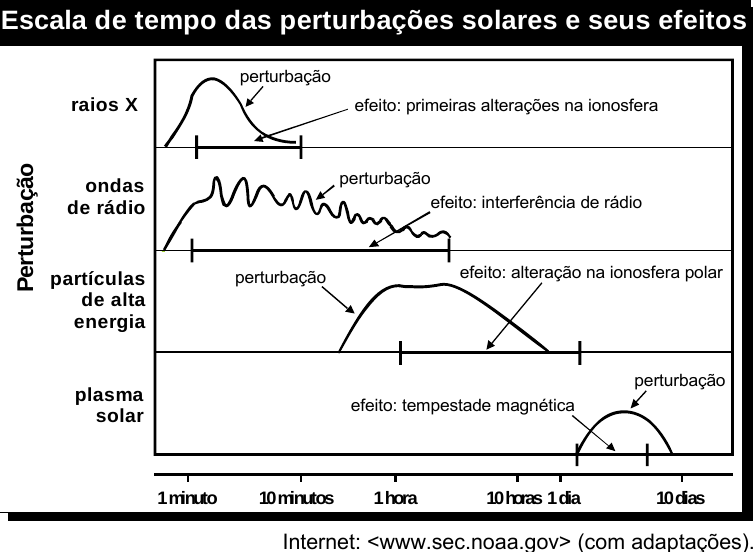 Escala de tempo das perturbações solares e seus efeitos
perturbação
raios X
efeito: primeiras alterações na ionosfera
Perturbação
ondas
de rádio
perturbação
efeito: interferência de rádio
partículas
de alta
energia
perturbação
efeito: alteração na ionosfera polar
plasma
solar
perturbação
efeito: tempestade magnética
1 minuto 10 minutos 1 hora 10 horas 1 dia 10 dias
Internet: <www.sec.noaa.gov> (com adaptações).